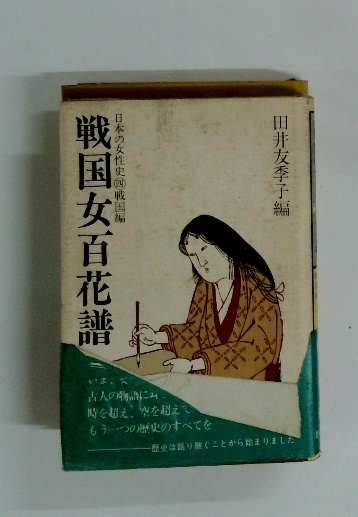 田井友季子編
日本の女性史㊃戦国編
戦国女百花譜
いま、
古人の物語に
時を超え、空を超えて
もう一つの歴史のすべてを
――歴史は語り継ぐことから始まりました